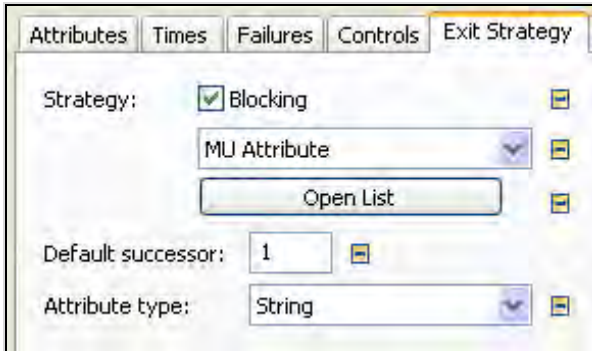 Attributes Times Failures Controls Exit Strategy
Strategy: Blocking
MU Attribute
Open List
Default successor: 1
Attribute type: String